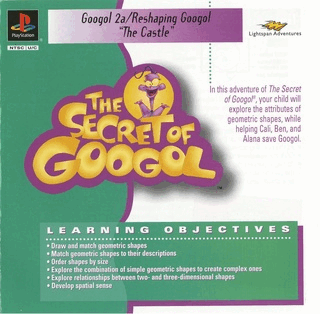 Googol 2a/Reshaping Googol
"The Castle"
PlayStation
NTSC U/C
Lightspan Adventures
In this adventure of The Secret
of Googol®, your child will
explore the attributes of
geometric shapes, while
helping Cali, Ben, and
Alana save Googol.
THE
SECRET OF
GOOGOL
™
LEARNING OBJECTIVES
• Draw and match geometric shapes
• Match geometric shapes to their descriptions
• Order shapes by size
• Explore the combination of simple geometric shapes to create complex ones
• Explore relationships between two- and three-dimensional shapes
• Develop spatial sense